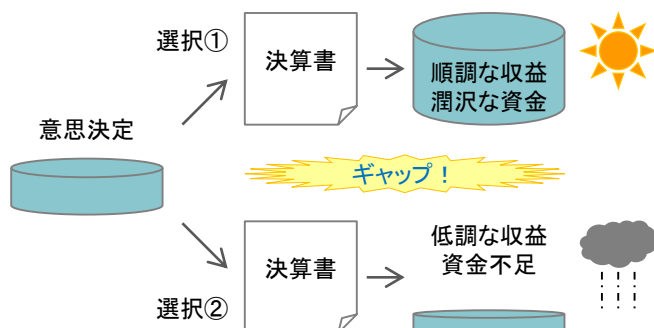 選択①
決算書
順調な収益
潤沢な資金
意思決定
ギャップ！
選択②
決算書
低調な収益
資金不足